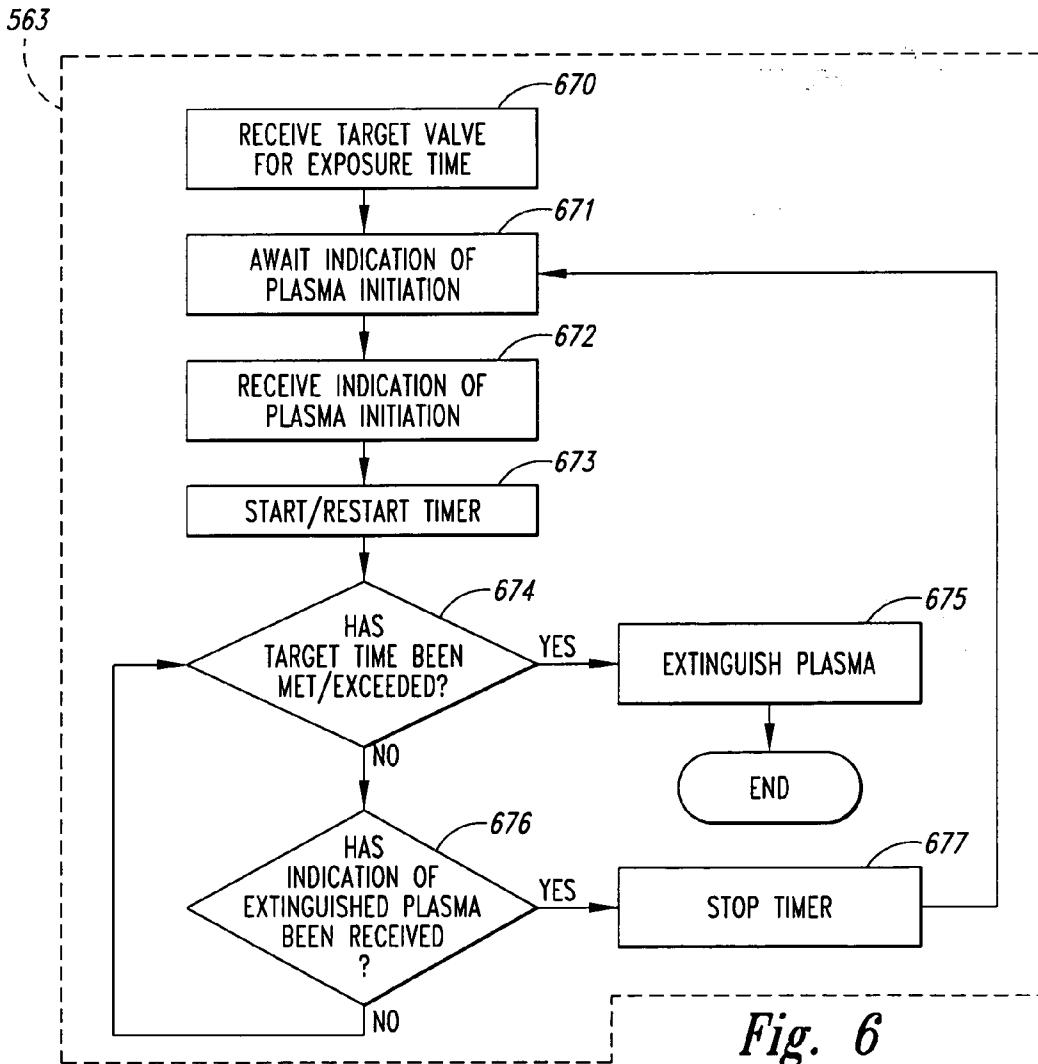 563
670
RECEIVE TARGET VALVE
FOR EXPOSURE TIME
671
AWAIT INDICATION OF
PLASMA INITIATION
672
RECEIVE INDICATION OF
PLASMA INITIATION
673
START/RESTART TIMER
674
HAS
TARGET TIME BEEN
MET/EXCEEDED?
YES
675
EXTINGUISH PLASMA
NO
END
676
HAS
INDICATION OF
EXTINGUISHED PLASMA
BEEN RECEIVED
?
YES
677
STOP TIMER
NO
Fig. 6